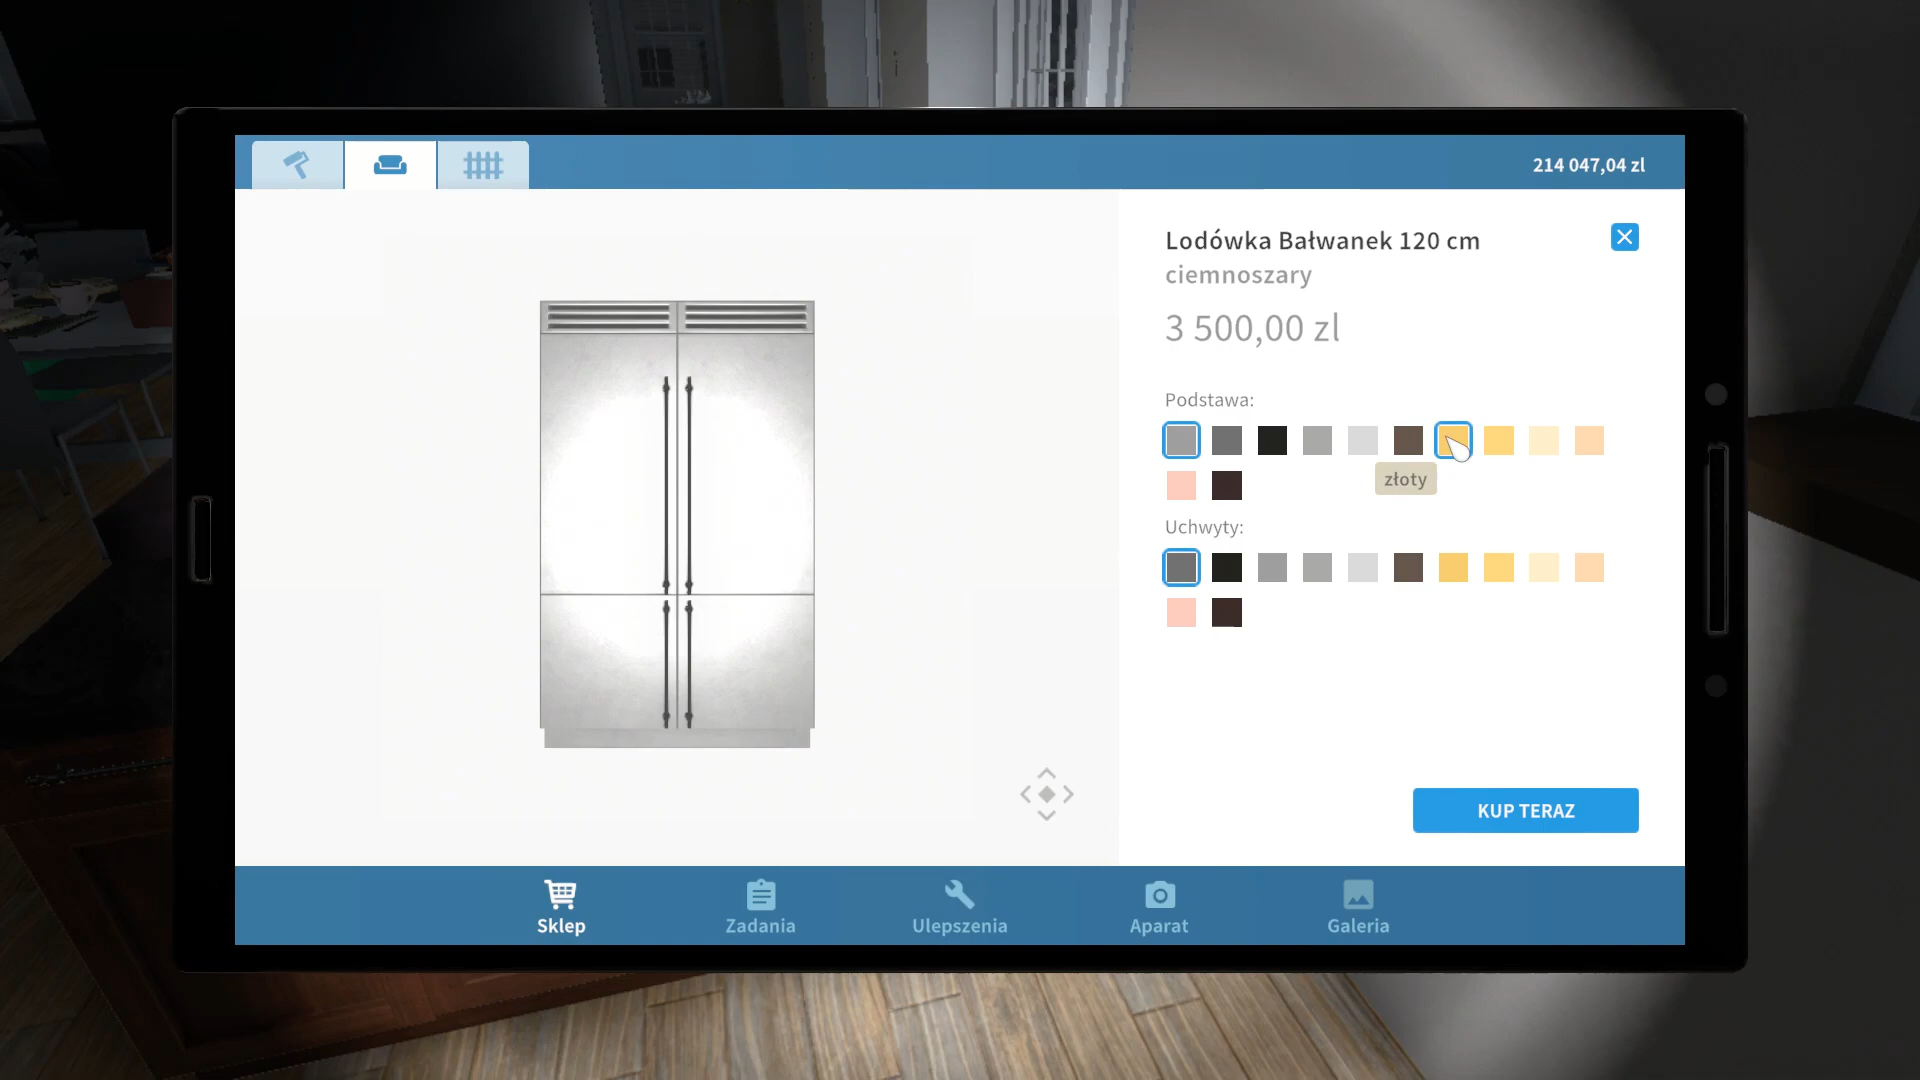 214 047,04 zl
Lodówka Bałwanek 120 cm
ciemnoszary
3 500,00 zl
Podstawa:
złoty
Uchwyty:
KUP TERAZ
Sklep
Zadania
Ulepszenia
Aparat
Galeria